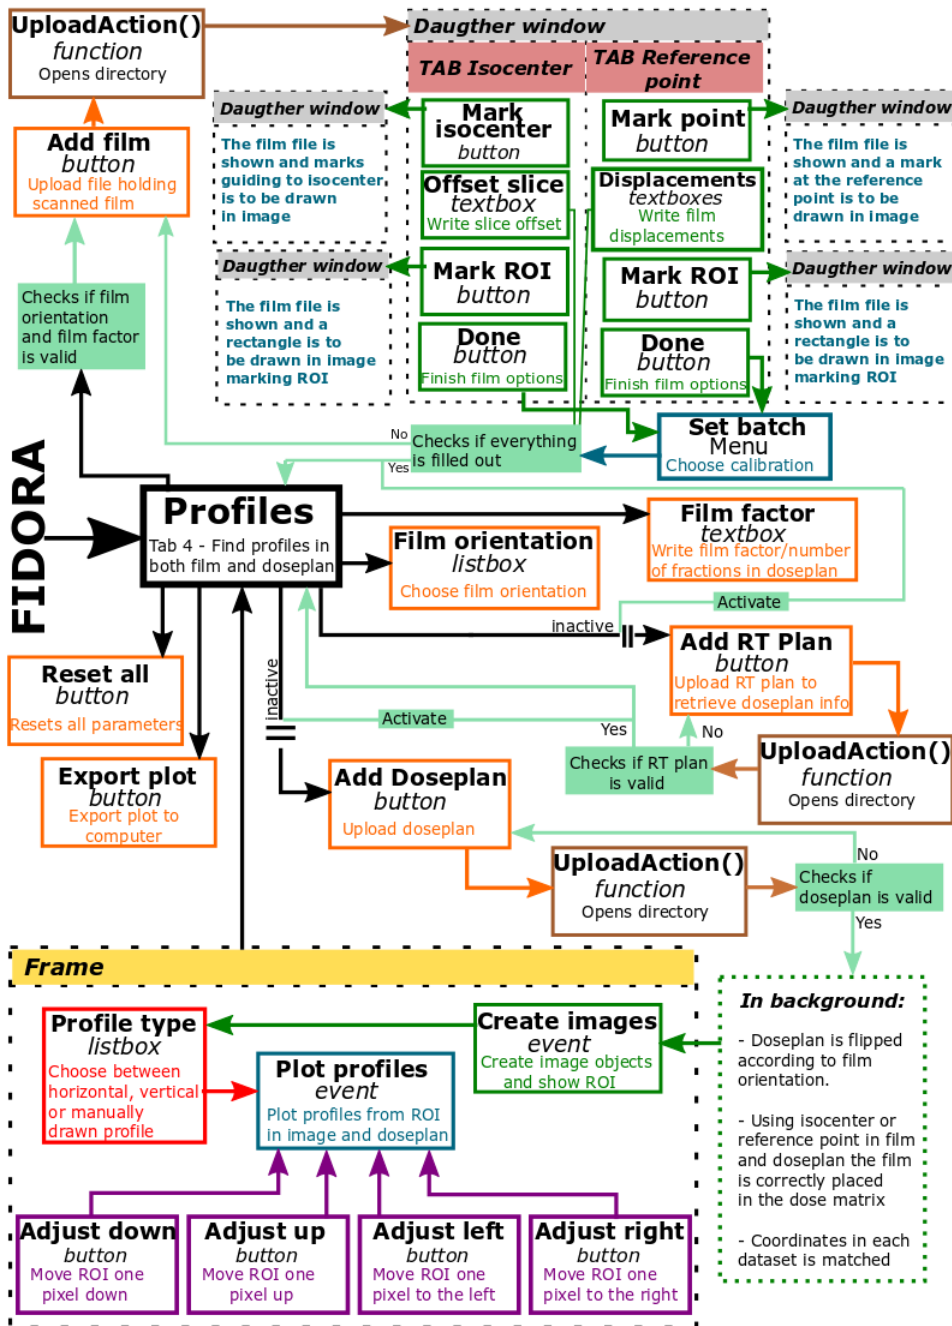 UploadAction()
function
Opens directory
Daugther window
TAB Isocenter
TAB Reference
point
Add film
button
Upload file holding
scanned film
Daugther window
The film file is
shown and marks
guiding to isocenter
is to be drawn
in image
Mark
isocenter
button
Offset slice
textbox
Write slice offset
Mark point
button
Displacements
textboxes
Write film
displacements
Daugther window
The film file is
shown and a mark
at the reference
point is to be
drawn in image
Daugther window
The film file is
shown and a
rectangle is to
be drawn in image
marking ROI
Mark ROI
button
Done
button
Finish film options
Mark ROI
button
Done
button
Finish film options
Daugther window
The film file is
shown and a
rectangle is to
be drawn in image
marking ROI
Checks if film
orientation
and film factor
is valid
No
Yes
Checks if everything
is filled out
Set batch
Menu
Choose calibration
FIDORA
Profiles
Tab 4 - Find profiles in
both film and doseplan
Film orientation
listbox
Choose film orientation
Film factor
textbox
Write film factor/number
of fractions in doseplan
Activate
inactive
Add RT Plan
button
Upload RT plan to
retrieve doseplan info
Reset all
button
Resets all parameters
inactive
Activate
Yes
No
Checks if RT plan
is valid
UploadAction()
function
Opens directory
Export plot
button
Export plot to
computer
Add Doseplan
button
Upload doseplan
UploadAction()
function
Opens directory
No
Checks if
doseplan is valid
Yes
Frame
Profile type
listbox
Choose between
horizontal, vertical
or manually
drawn profile
Create images
event
Create image objects
and show ROI
Plot profiles
event
Plot profiles from ROI
in image and doseplan
In background:
- Doseplan is flipped
according to film
orientation.
- Using isocenter or
reference point in film
and doseplan the film
is correctly placed
in the dose matrix
- Coordinates in each
dataset is matched
Adjust down
button
Move ROI one
pixel down
Adjust up
button
Move ROI one
pixel up
Adjust left
button
Move ROI one
pixel to the left
Adjust right
button
Move ROI one
pixel to the right